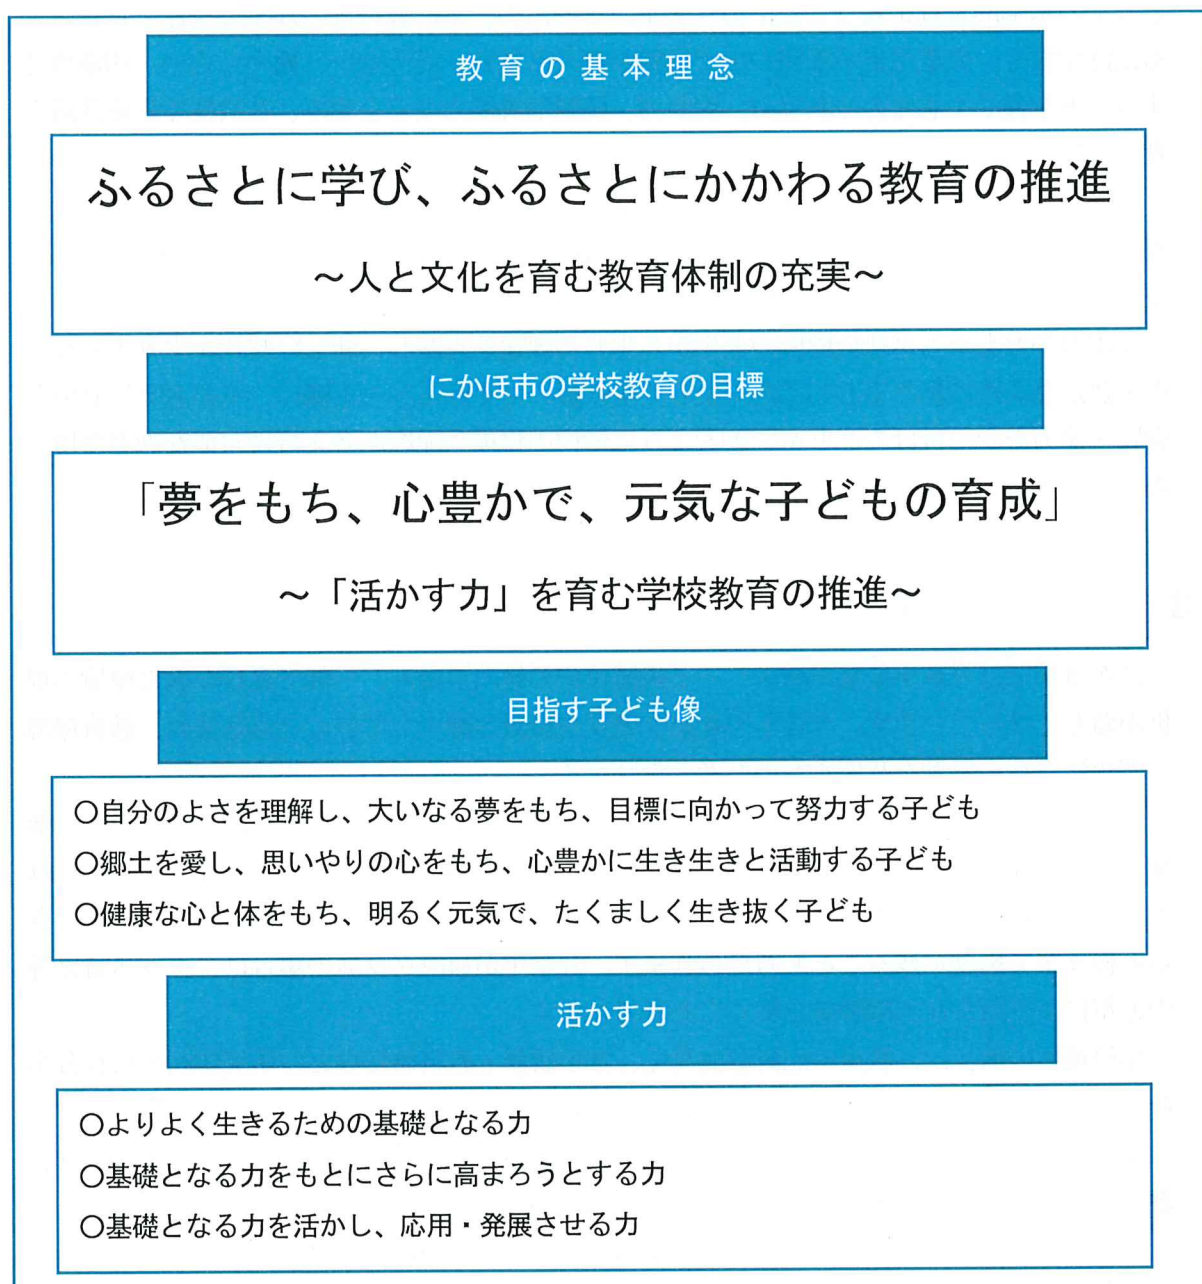 教育の基本理念
ふるさとに学び、ふるさとにかかわる教育の推進
～人と文化を育む教育体制の充実～
にかほ市の学校教育の目標
「夢をもち、心豊かで、元気な子どもの育成」
～「活かす力」を育む学校教育の推進～
目指す子ども像
○自分のよさを理解し、大いなる夢をもち、目標に向かって努力する子ども
○郷土を愛し、思いやりの心をもち、心豊かに生き生きと活動する子ども
○健康な心と体をもち、明るく元気で、たくましく生き抜く子ども
活かす力
○よりよく生きるための基礎となる力
○基礎となる力をもとにさらに高まろうとする力
○基礎となる力を活かし、応用・発展させる力